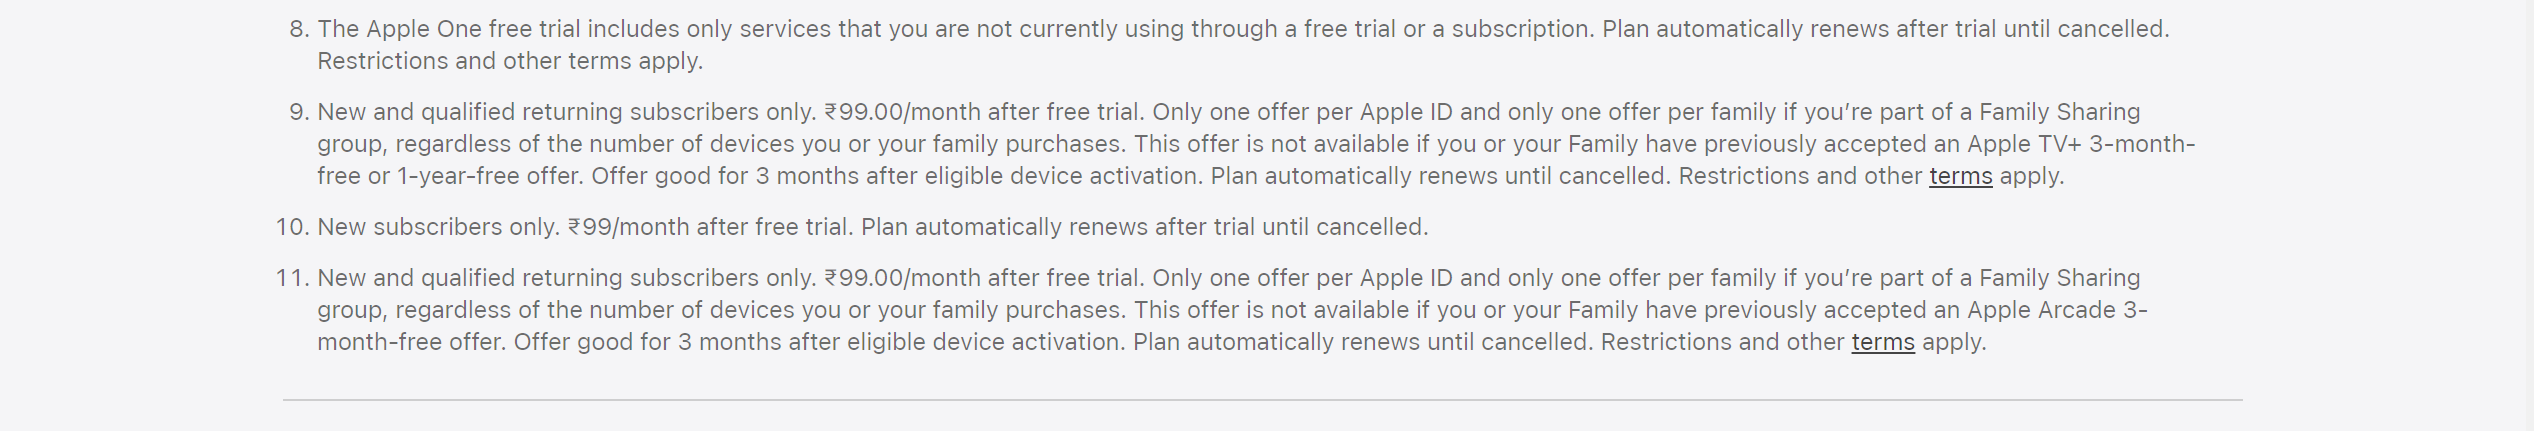 8. The Apple One free trial includes only services that you are not currently using through a free trial or a subscription. Plan automatically renews after trial until cancelled.
Restrictions and other terms apply.
9. New and qualified returning subscribers only. ₹99.00/month after free trial. Only one offer per Apple ID and only one offer per family if you’re part of a Family Sharing
group, regardless of the number of devices you or your family purchases. This offer is not available if you or your Family have previously accepted an Apple TV+ 3-month-
free or 1-year-free offer. Offer good for 3 months after eligible device activation. Plan automatically renews until cancelled. Restrictions and other terms apply.
10. New subscribers only. ₹99/month after free trial. Plan automatically renews after trial until cancelled.
11. New and qualified returning subscribers only. ₹99.00/month after free trial. Only one offer per Apple ID and only one offer per family if you’re part of a Family Sharing
group, regardless of the number of devices you or your family purchases. This offer is not available if you or your Family have previously accepted an Apple Arcade 3-
month-free offer. Offer good for 3 months after eligible device activation. Plan automatically renews until cancelled. Restrictions and other terms apply.